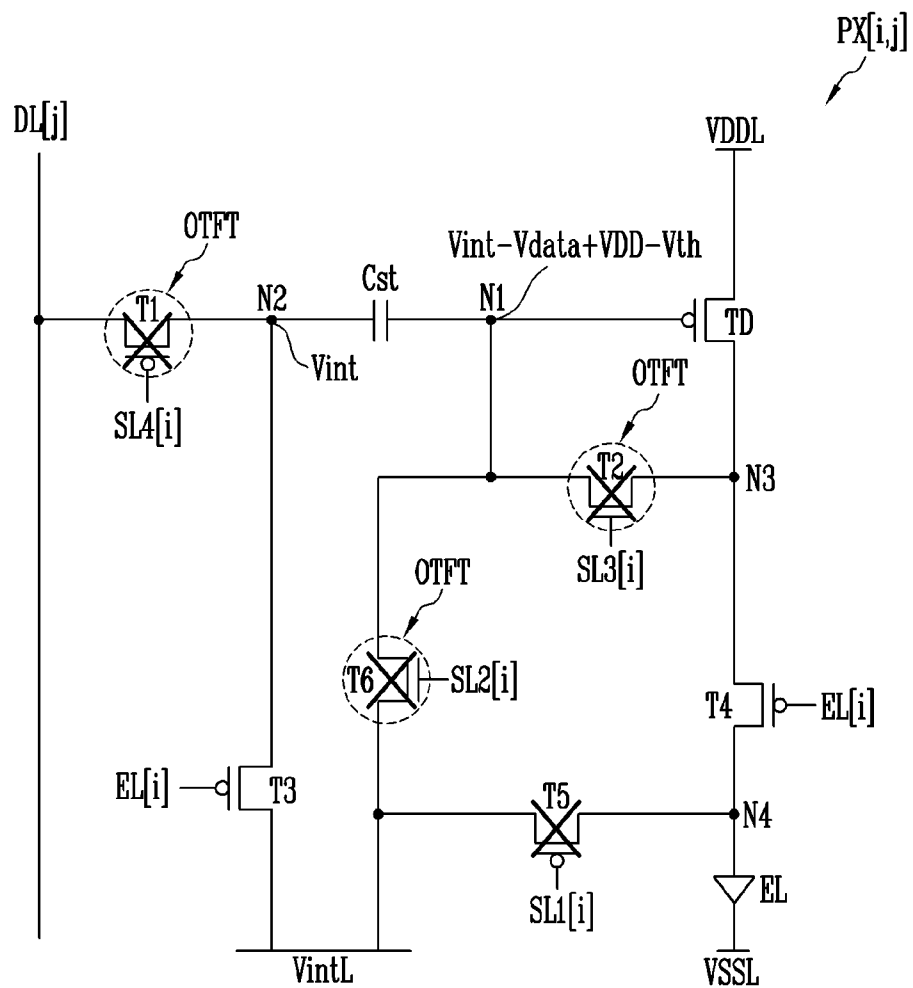 PX[i,j]
DL[j]
VDDL
OTFT
Vint-Vdata+VDD-Vth
Cst
T1
N2
N1
TD
Vint
OTFT
SL4[i]
T2
N3
SL3[i]
OTFT
T6
SL2[i]
T4
EL[i]
EL[i]
T3
T5
N4
EL
SL1[i]
VintL
VSSL